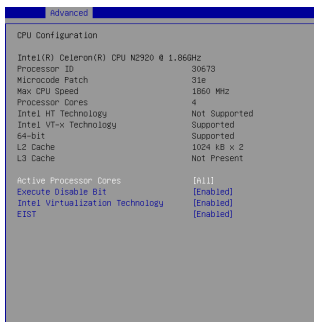 Advanced
CPU Configuration
Intel(R) Celeron(R) CPU N2920 @ 1.86GHz
Processor ID 30673
Microcode Patch 31e
Max CPU Speed 1860 MHz
Processor Cores 4
Intel HT Technology Not Supported
Intel VT-x Technology Supported
64-bit Supported
L2 Cache 1024 kB x 2
L3 Cache Not Present
Active Processor Cores [All]
Execute Disable Bit [Enabled]
Intel Virtualization Technology [Enabled]
EIST [Enabled]